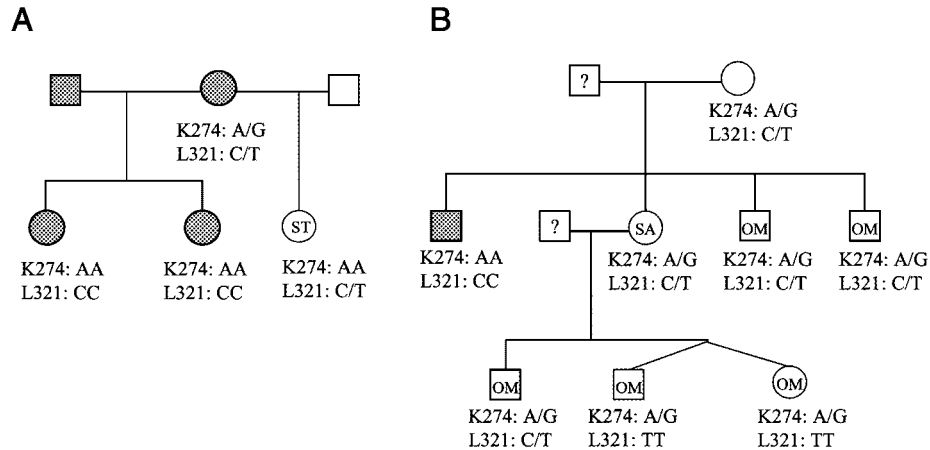 A
B
?
K274: A/G
L321: C/T
K274: A/G
L321: C/T
ST
?
SA
OM
OM
K274: AA
L321: CC
K274: AA
L321: CC
K274: AA
L321: C/T
K274: AA
L321: CC
K274: A/G
L321: C/T
K274: A/G
L321: C/T
K274: A/G
L321: C/T
OM
OM
OM
K274: A/G
L321: C/T
K274: A/G
L321: TT
K274: A/G
L321: TT